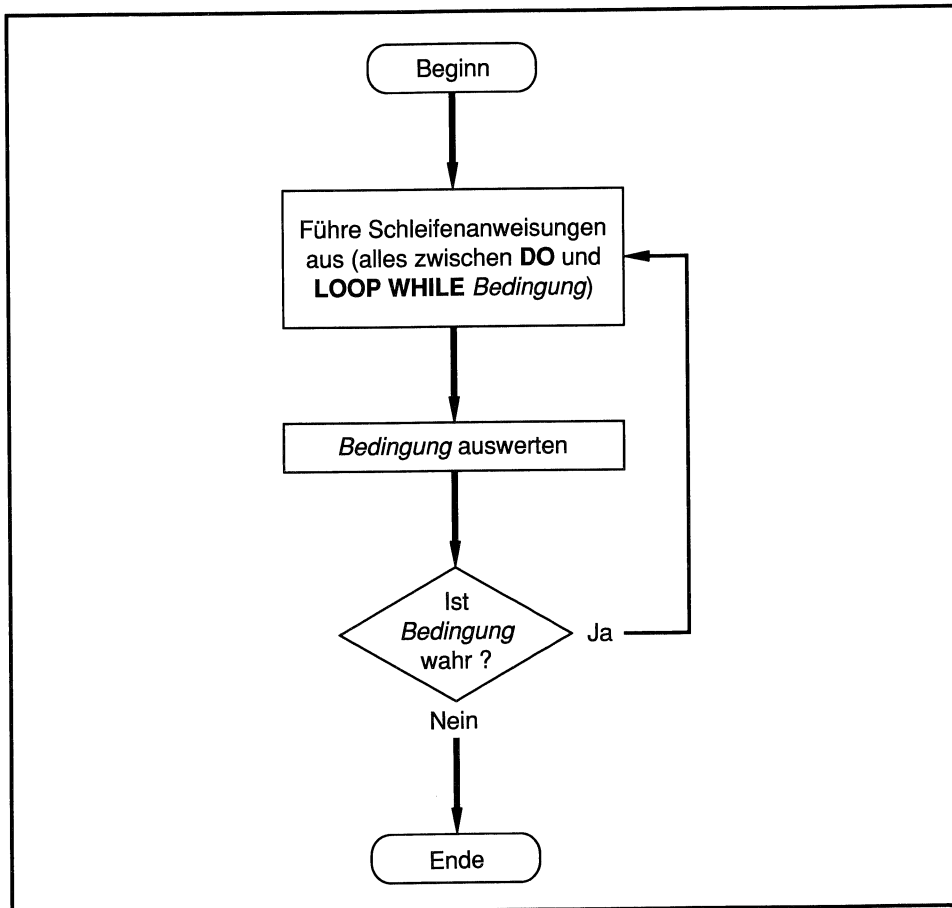 Beginn
Führe Schleifenanweisungen
aus (alles zwischen DO und
LOOP WHILE Bedingung)
Bedingung auswerten
Ist
Bedingung
wahr ?
Ja
Nein
Ende